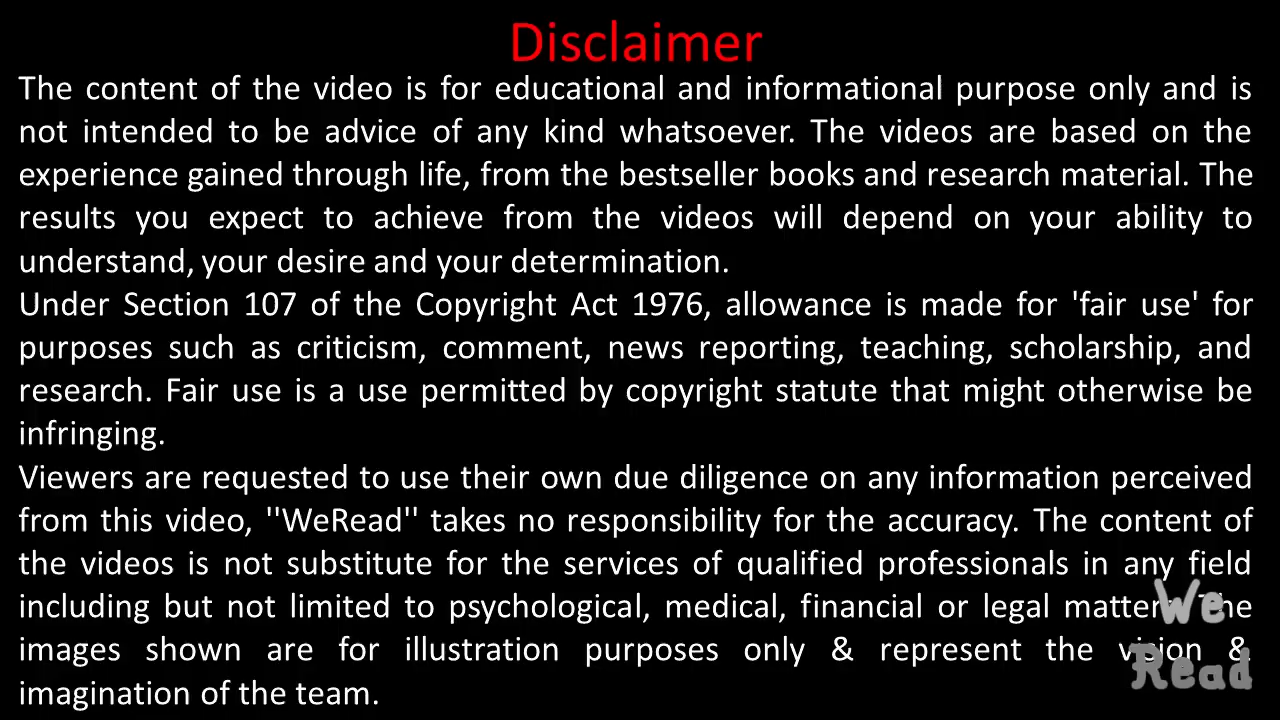 Disclaimer
The content of the video is for educational and informational purpose only and is
not intended to be advice of any kind whatsoever. The videos are based on the
experience gained through life, from the bestseller books and research material. The
results you expect to achieve from the videos will depend on your ability to
understand, your desire and your determination.
Under Section 107 of the Copyright Act 1976, allowance is made for 'fair use' for
purposes such as criticism, comment, news reporting, teaching, scholarship, and
research. Fair use is a use permitted by copyright statute that might otherwise be
infringing.
Viewers are requested to use their own due diligence on any information perceived
from this video, ''WeRead'' takes no responsibility for the accuracy. The content of
the videos is not substitute for the services of qualified professionals in any field
including but not limited to psychological, medical, financial or legal matter. The
images shown are for illustration purposes only & represent the vision &
imagination of the team.
We
Read